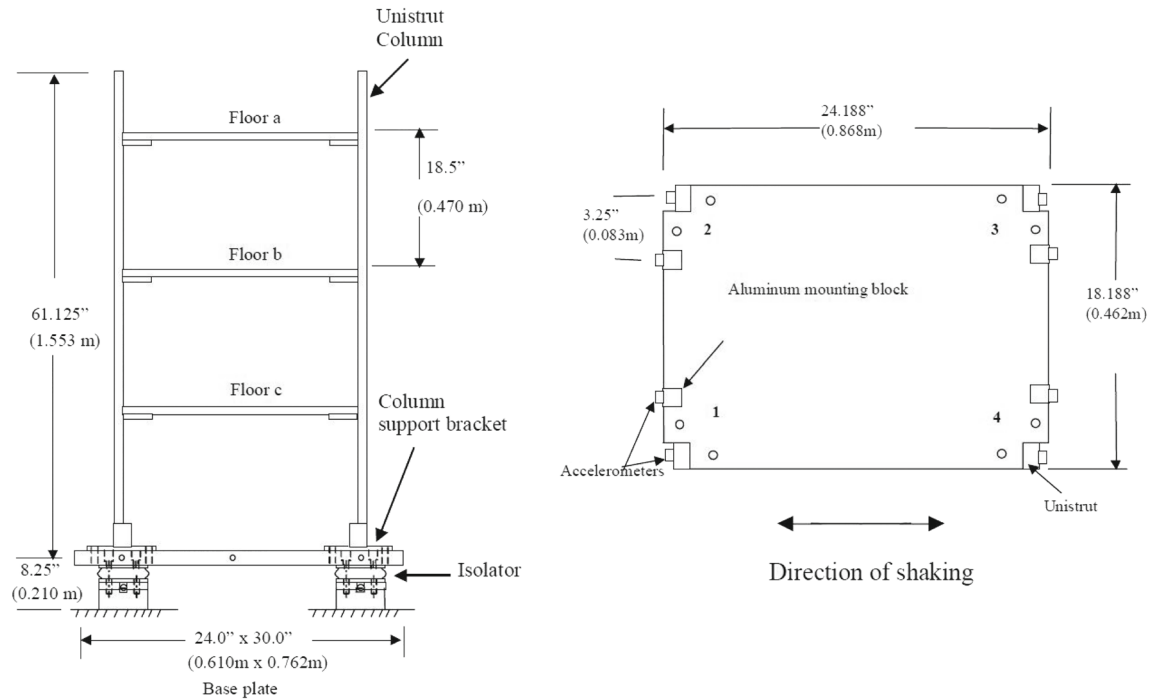 Unistrut
Column
Floor a
18.5”
(0.470 m)
Floor b
61.125”
(1.553 m)
Floor c
Column
support bracket
8.25”
(0.210 m)
Isolator
24.0” x 30.0”
(0.610m x 0.762m)
Base plate
24.188”
(0.868m)
3.25”
(0.083m)
2
3
Aluminum mounting block
18.188”
(0.462m)
1
4
Accelerometers
Unistrut
Direction of shaking